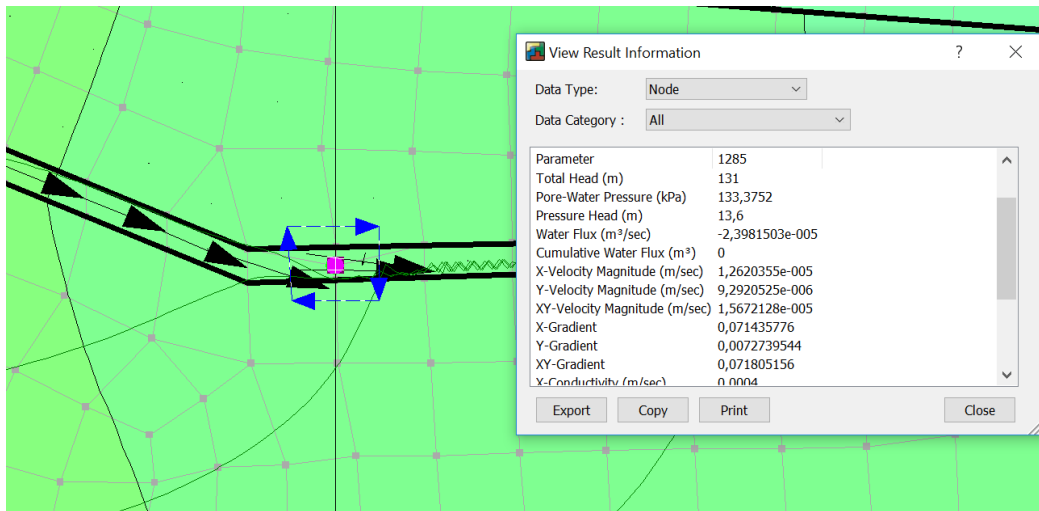 View Result Information ?
Data Type: Node
Data Category : All
Parameter 1285
Total Head (m) 131
Pore-Water Pressure (kPa) 133,3752
Pressure Head (m) 13,6
Water Flux (m³/sec) -2,3981503e-005
Cumulative Water Flux (m³) 0
X-Velocity Magnitude (m/sec) 1,2620355e-005
Y-Velocity Magnitude (m/sec) 9,2920525e-006
XY-Velocity Magnitude (m/sec) 1,5672128e-005
X-Gradient 0,071435776
Y-Gradient 0,0072739544
XY-Gradient 0,071805156
X-Conductivity (m/sec) 0,0004
Export Copy Print Close